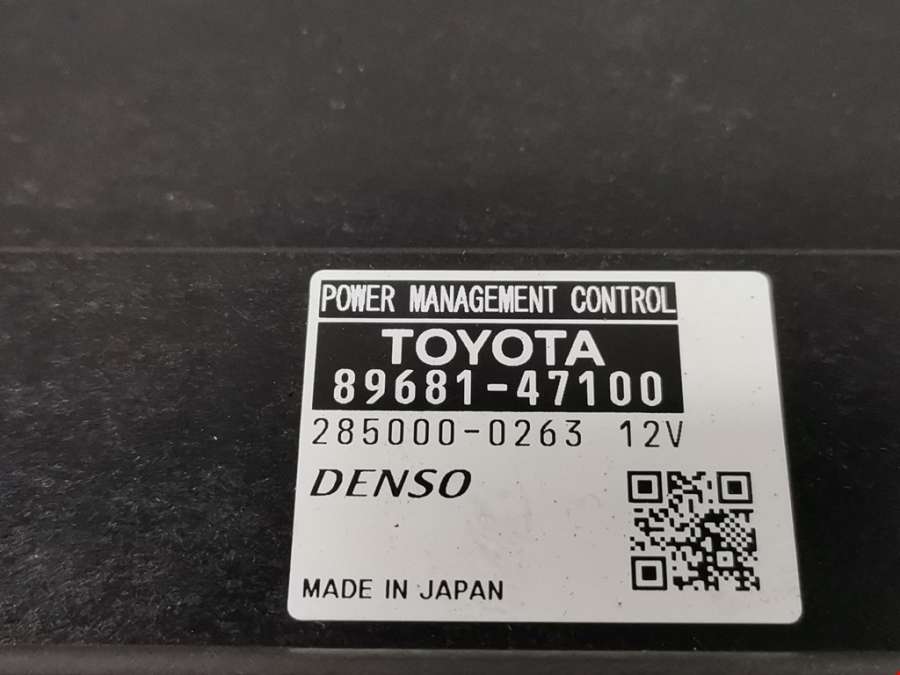 POWER MANAGEMENT CONTROL
TOYOTA
89681-47100
285000-0263 12V
DENSO
MADE IN JAPAN